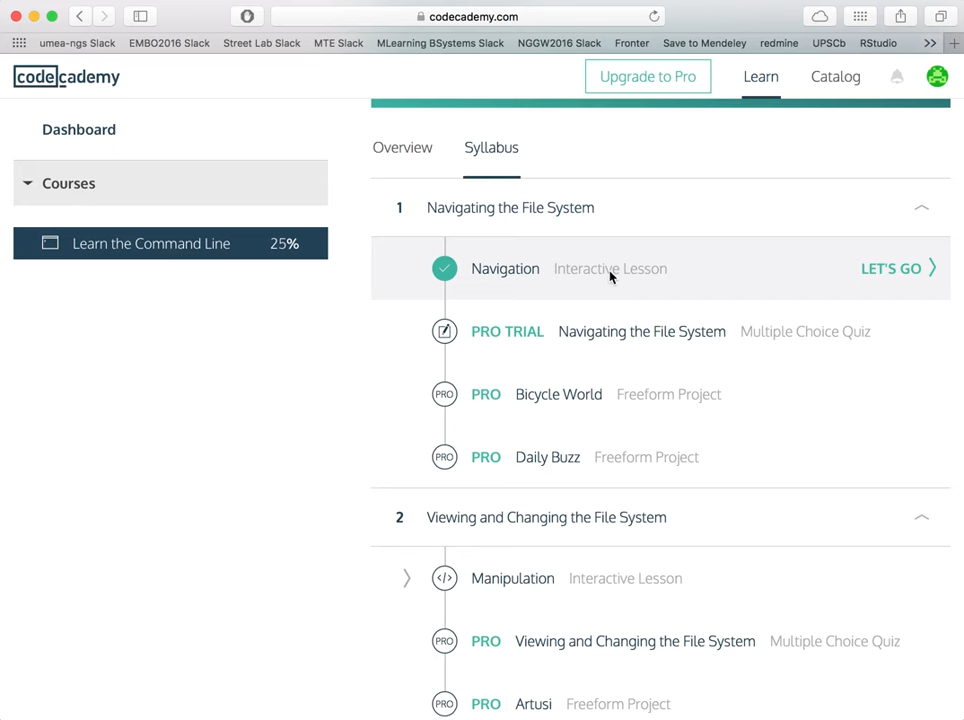 codecademy.com
umea-ngs Slack EMBO2016 Slack Street Lab Slack MTE Slack MLearning BSystems Slack NGGW2016 Slack Fronter Save to Mendeley redmine UPSCb RStudio
codecademy Upgrade to Pro Learn Catalog
Dashboard
Courses
Learn the Command Line 25%
Overview Syllabus
1 Navigating the File System
Navigation Interactive Lesson LET'S GO
PRO TRIAL Navigating the File System Multiple Choice Quiz
PRO PRO Bicycle World Freeform Project
PRO PRO Daily Buzz Freeform Project
2 Viewing and Changing the File System
</> Manipulation Interactive Lesson
PRO PRO Viewing and Changing the File System Multiple Choice Quiz
PRO PRO Artusi Freeform Project